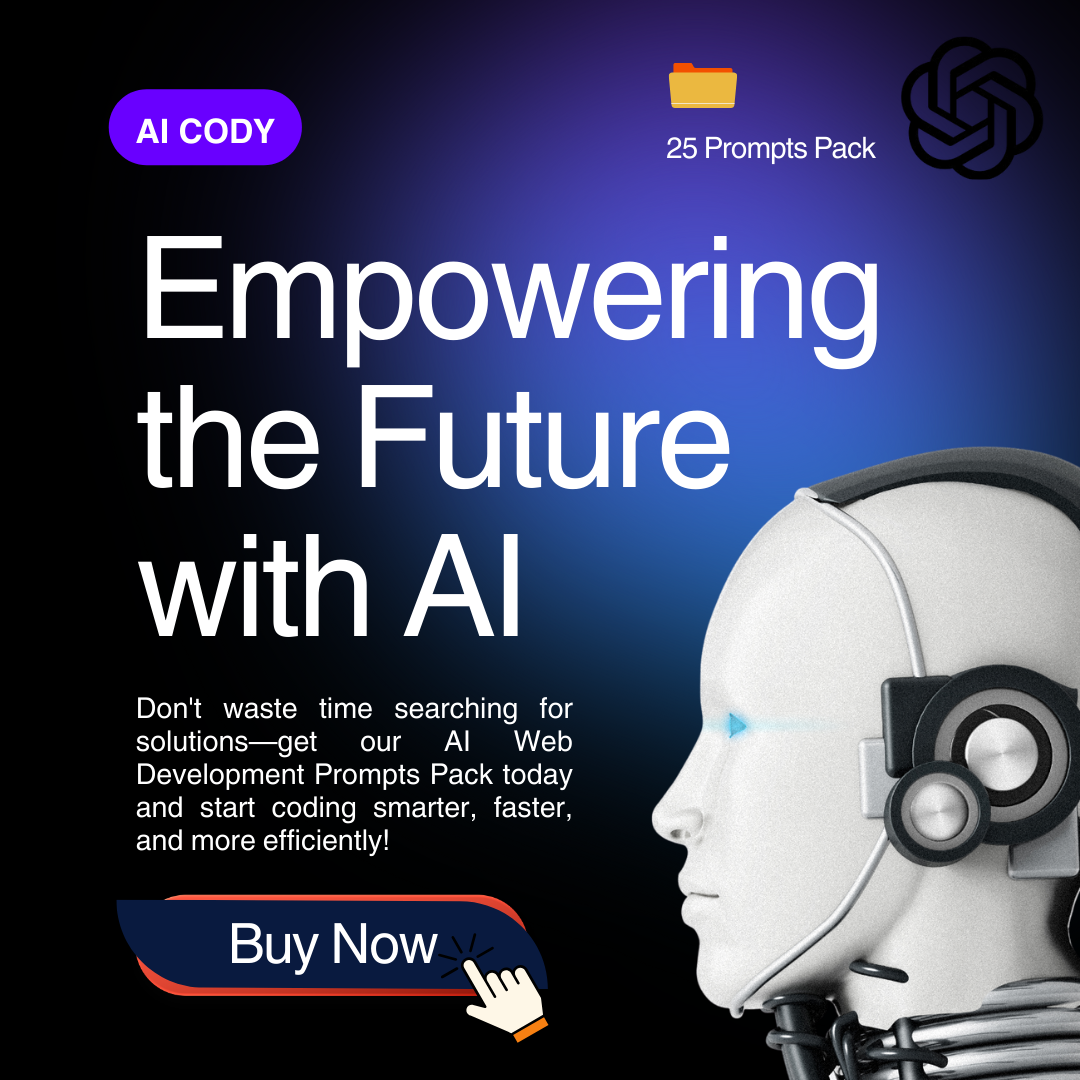 AI CODY
25 Prompts Pack
Empowering
the Future
with AI
Don't waste time searching for
solutions—get our AI Web
Development Prompts Pack today
and start coding smarter, faster,
and more efficiently!
Buy Now